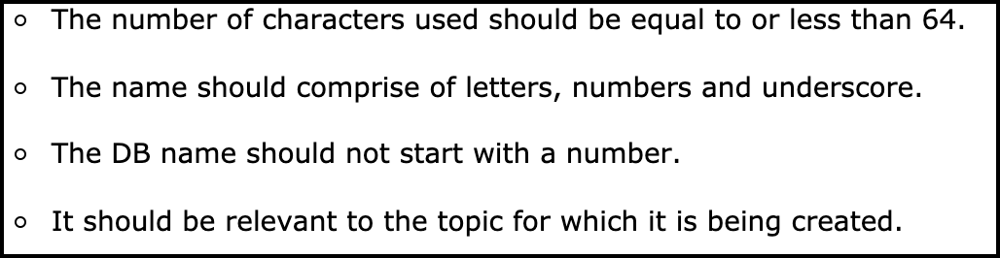 The number of characters used should be equal to or less than 64.
The name should comprise of letters, numbers and underscore.
The DB name should not start with a number.
It should be relevant to the topic for which it is being created.